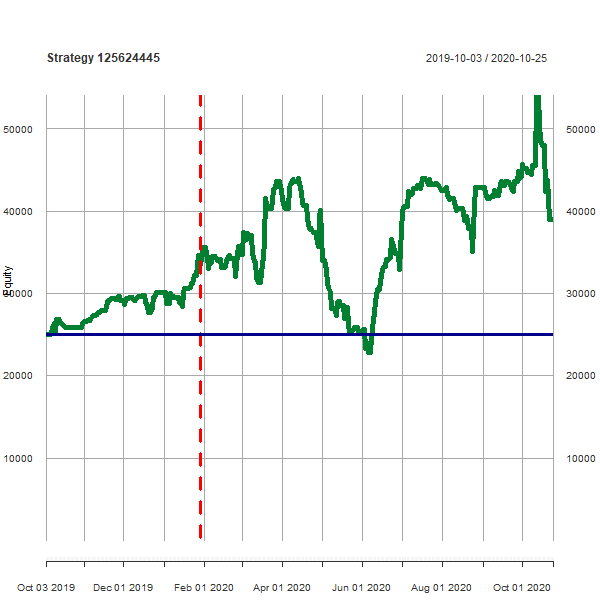 Strategy 125624445
2019-10-03 / 2020-10-25
50000
50000
40000
40000
Equity
30000
30000
20000
20000
10000
10000
Oct 03 2019
Dec 01 2019
Feb 01 2020
Apr 01 2020
Jun 01 2020
Aug 01 2020
Oct 01 2020